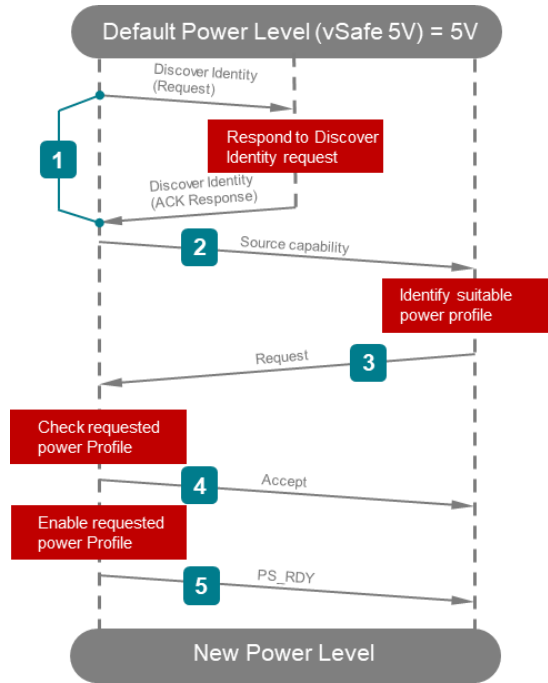 Default Power Level (vSafe 5V) = 5V
Discover Identity
(Request)
Respond to Discover
Identity request
1
Discover Identity
(ACK Response)
2
Source capability
Identify suitable
power profile
Request
3
Check requested
power Profile
4
Accept
Enable requested
power Profile
5
PS_RDY
New Power Level